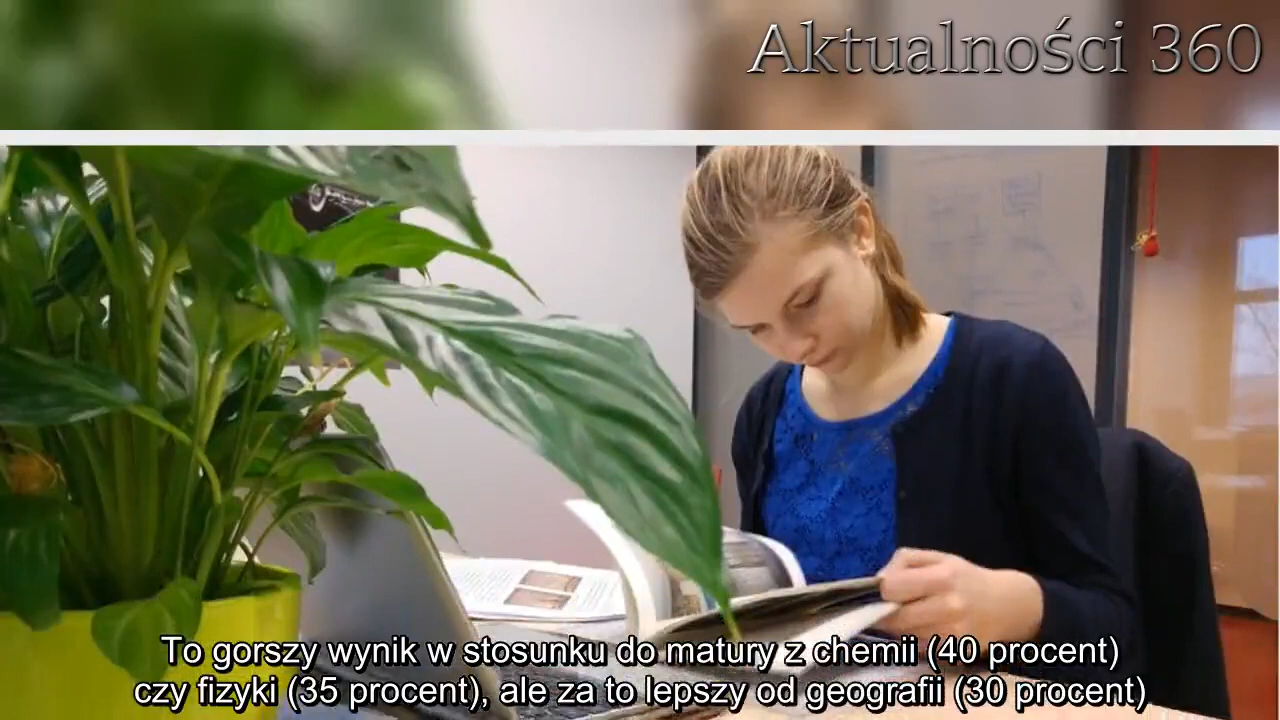 Aktualności 360
To gorszy wynik w stosunku do matury z chemii (40 procent)
czy fizyki (35 procent), ale za to lepszy od geografii (30 procent)